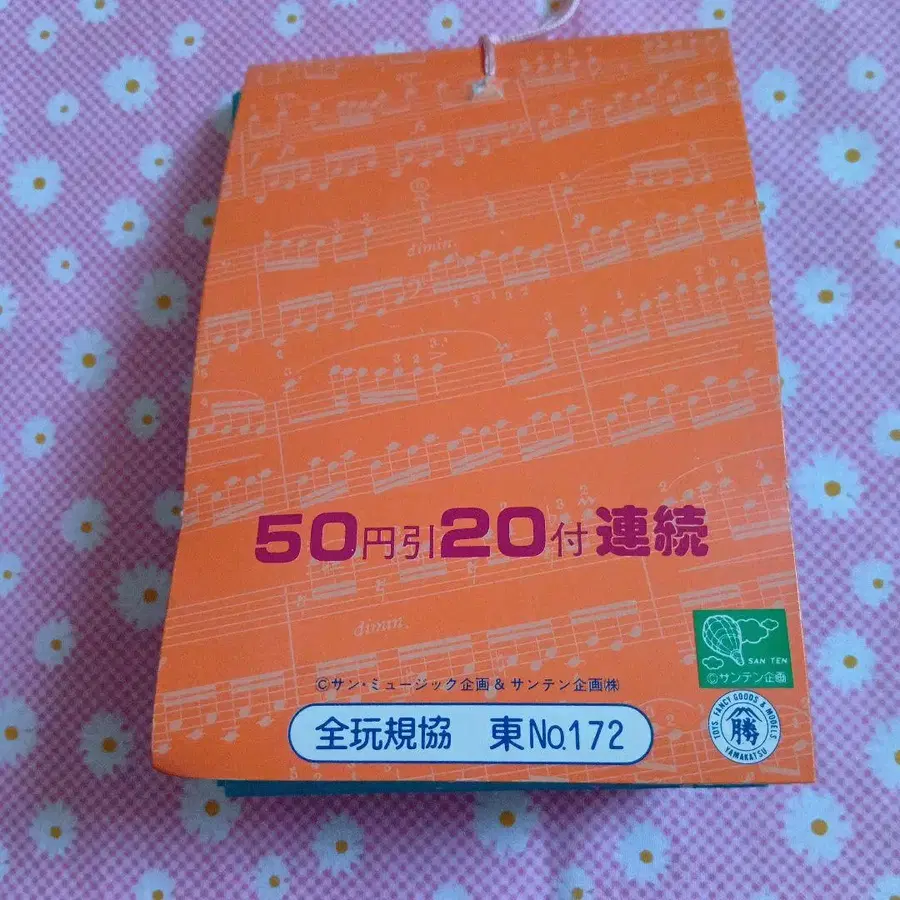 dimin.
50円引20付連続
dimin.
SAN TEN
©サンテン企画
©サン・ミュージック企画&サンテン企画㈱
全玩規協 東No.172
TOYS, FANCY GOODS & MODELS
勝
YAMAKATSU